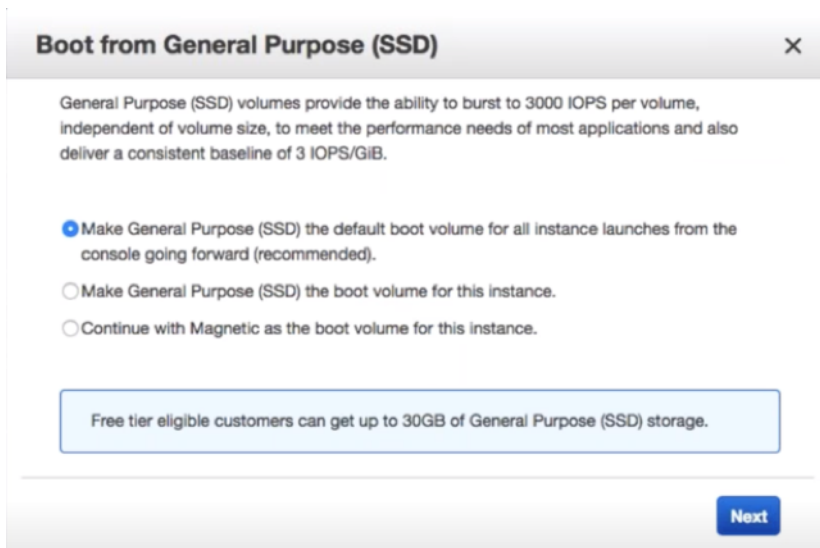 Boot from General Purpose (SSD)
General Purpose (SSD) volumes provide the ability to burst to 3000 IOPS per volume,
independent of volume size, to meet the performance needs of most applications and also
deliver a consistent baseline of 3 IOPS/GiB.
Make General Purpose (SSD) the default boot volume for all instance launches from the
console going forward (recommended).
Make General Purpose (SSD) the boot volume for this instance.
Continue with Magnetic as the boot volume for this instance.
Free tier eligible customers can get up to 30GB of General Purpose (SSD) storage.
Next